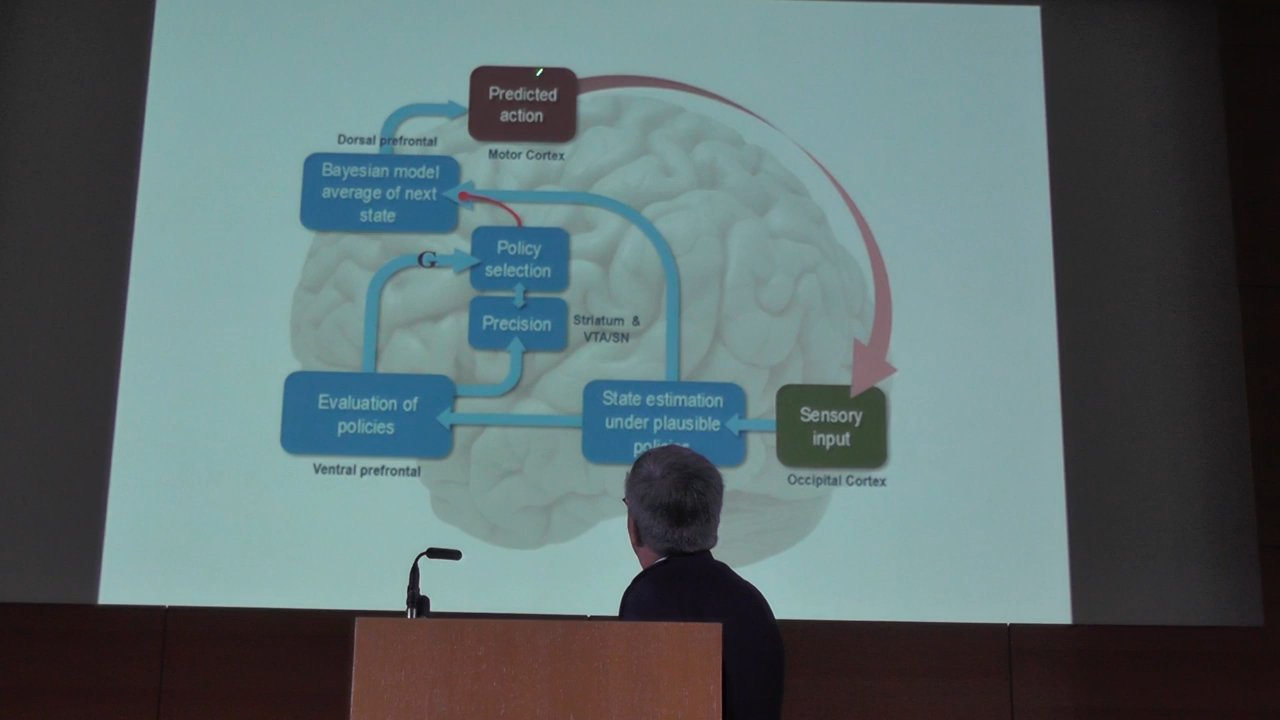 Predicted
action
Motor Cortex
Dorsal prefrontal
Bayesian model
average of next
state
G
Policy
selection
Precision
Striatum &
VTA/SN
Evaluation of
policies
Ventral prefrontal
State estimation
under plausible
policies
Sensory
input
Occipital Cortex